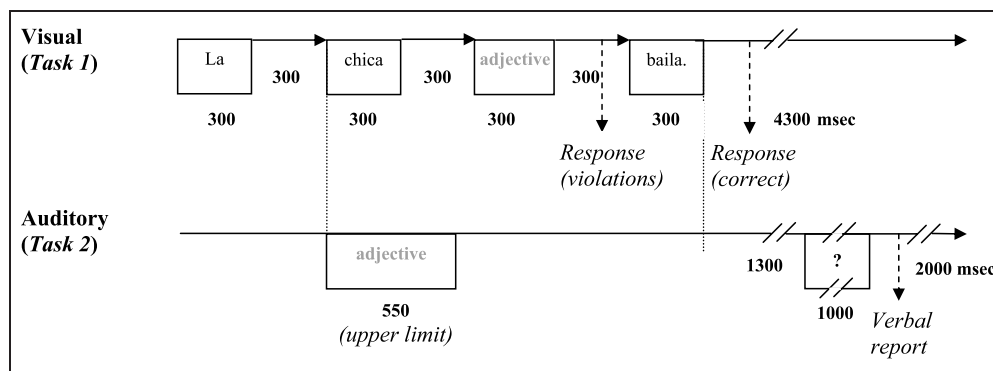 Visual
(Task 1)
La
chica
adjective
baila.
300
300
300
300
300
300
300
4300 msec
Response
(violations)
Response
(correct)
Auditory
(Task 2)
adjective
?
1300
2000 msec
550
(upper limit)
1000
Verbal
report